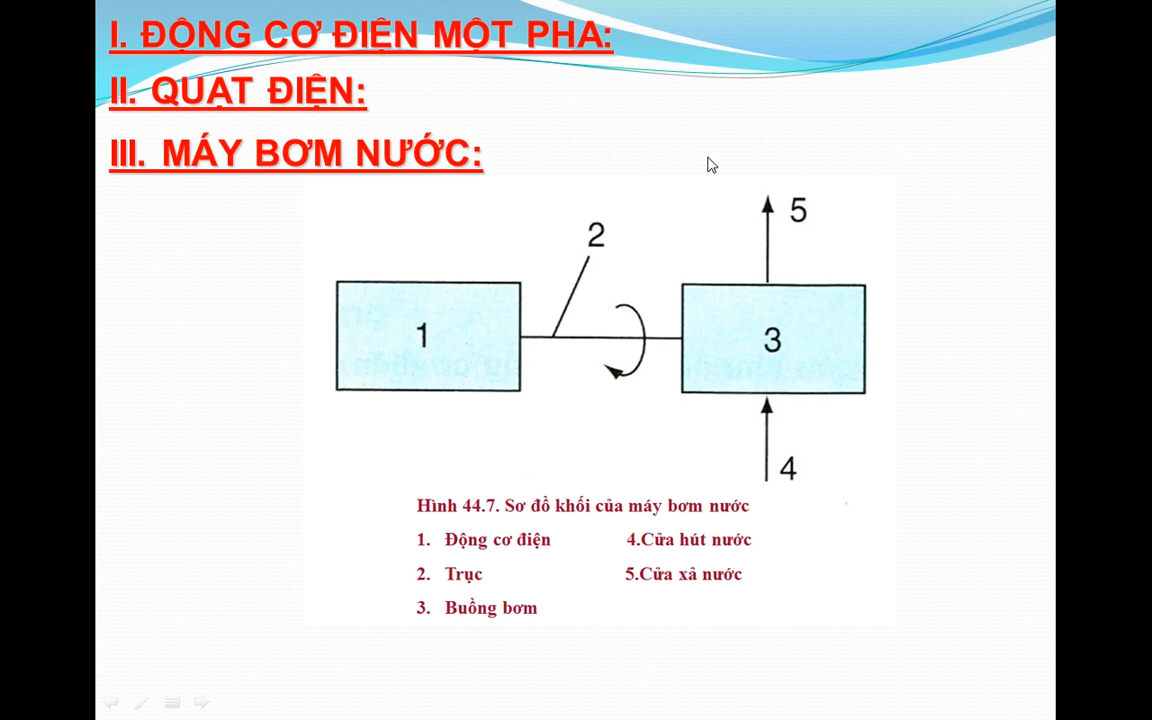 I. ĐỘNG CƠ ĐIỆN MỘT PHA:
II. QUẠT ĐIỆN:
III. MÁY BƠM NƯỚC:
5
2
1
3
4
Hình 44.7. Sơ đồ khối của máy bơm nước
1. Động cơ điện 4.Cửa hút nước
2. Trục 5.Cửa xả nước
3. Buồng bơm